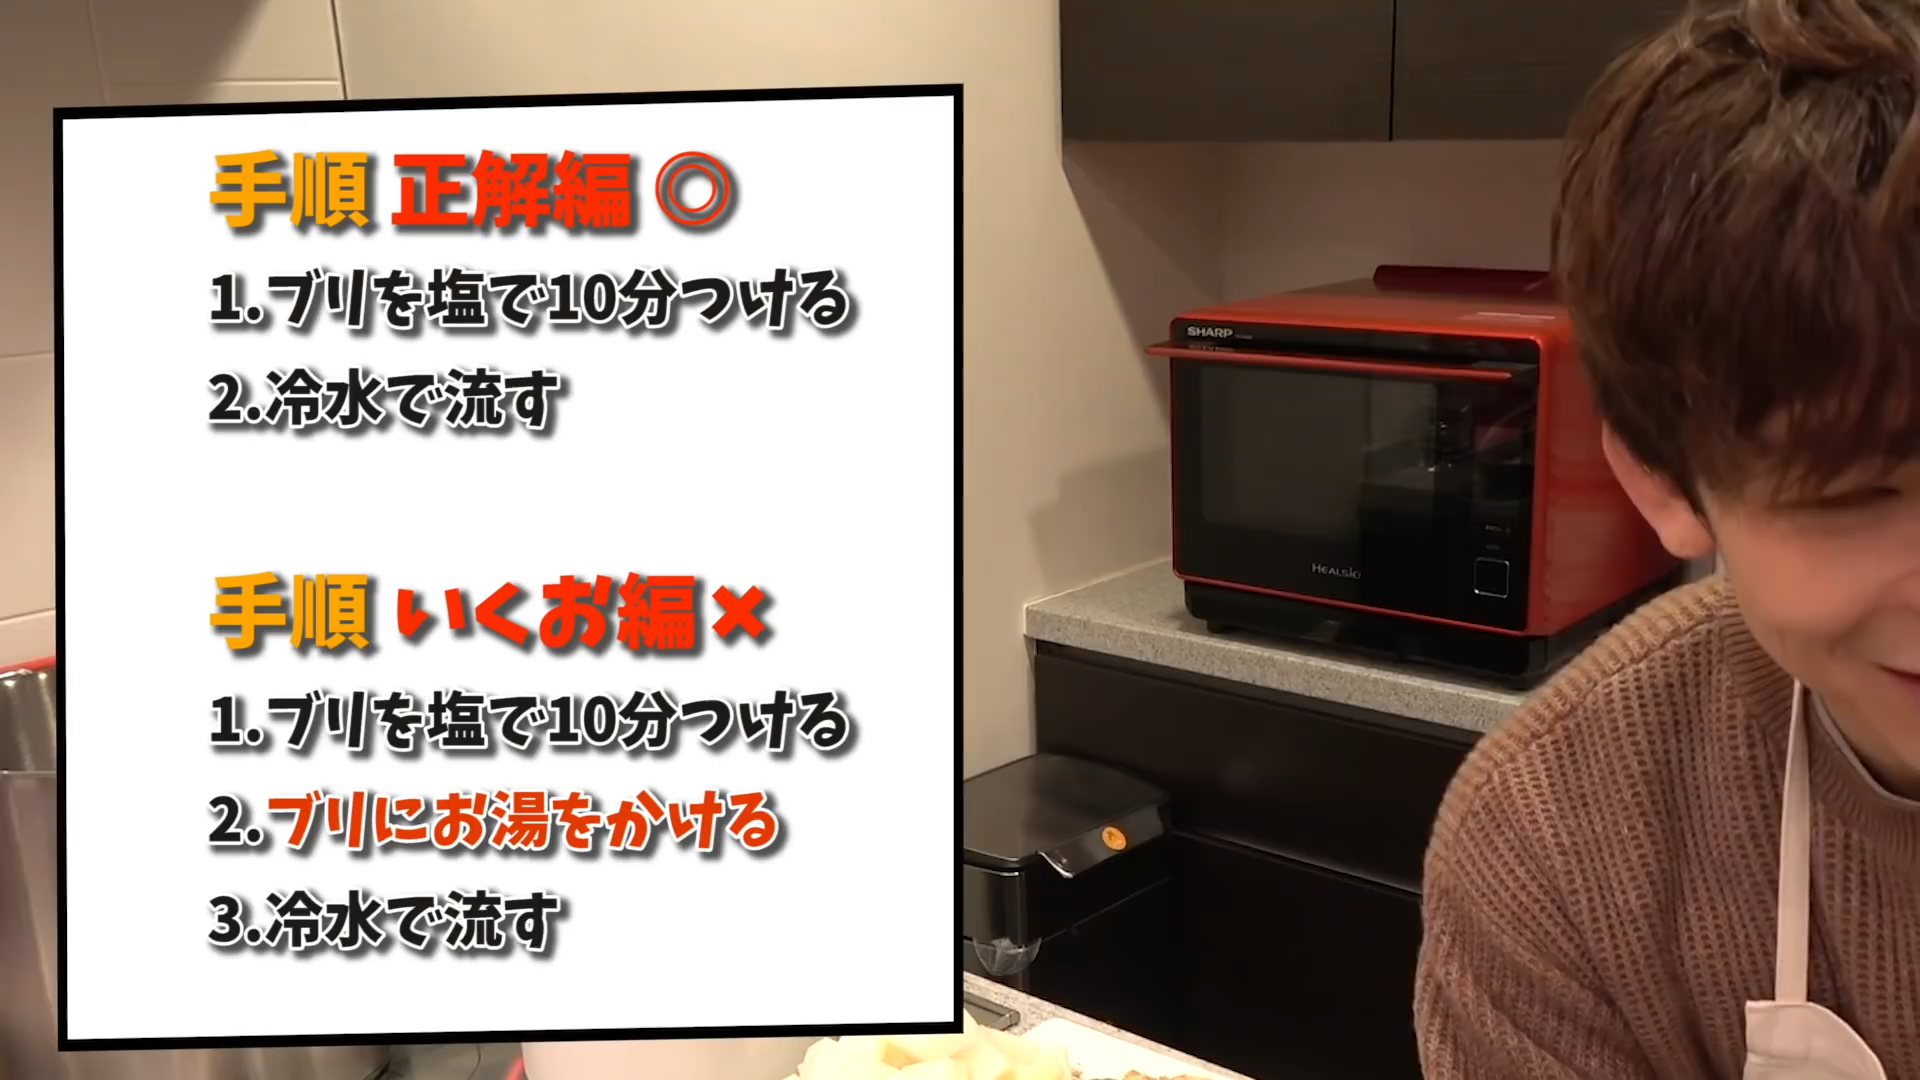 手順 正解編 ◎
1.ブリを塩で10分つける
2.冷水で流す
手順 いくお編×
1.ブリを塩で10分つける
2.ブリにお湯をかける
3.冷水で流す
SHARP
HEALSIO